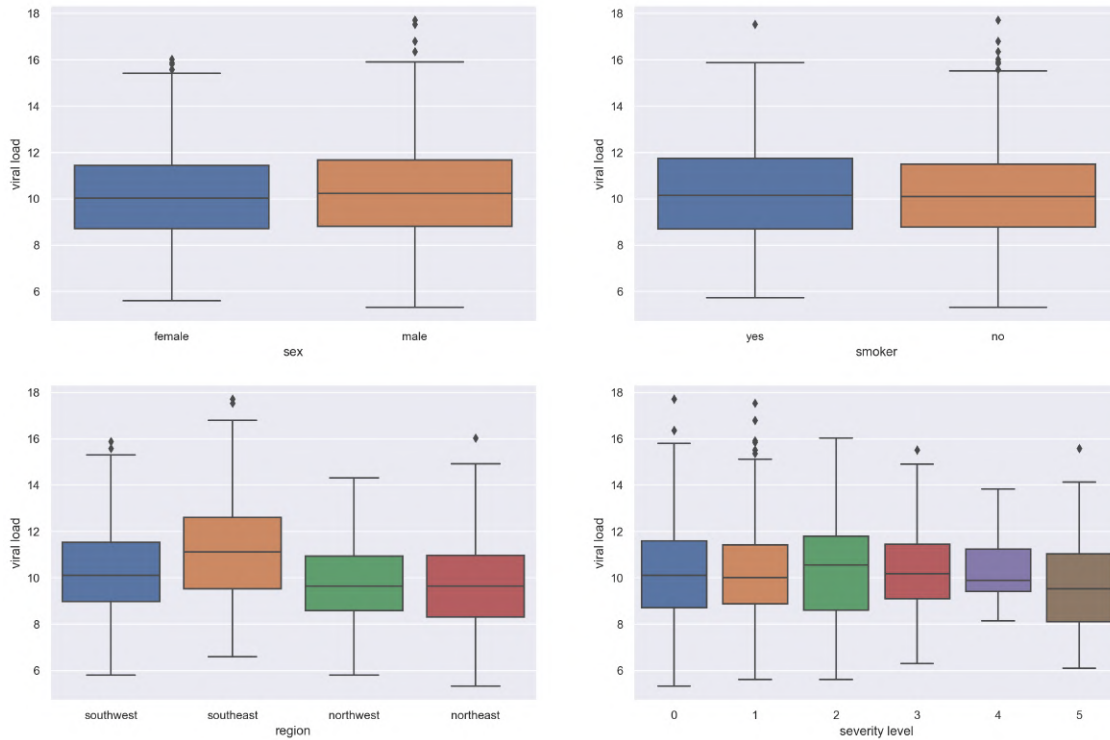 18
16
14
12
10
8
6
viral load
female
male
sex
18
16
14
12
10
8
6
viral load
yes
no
smoker
18
16
14
12
10
8
6
viral load
southwest
southeast
northwest
northeast
region
18
16
14
12
10
8
6
viral load
0
1
2
3
4
5
severity level